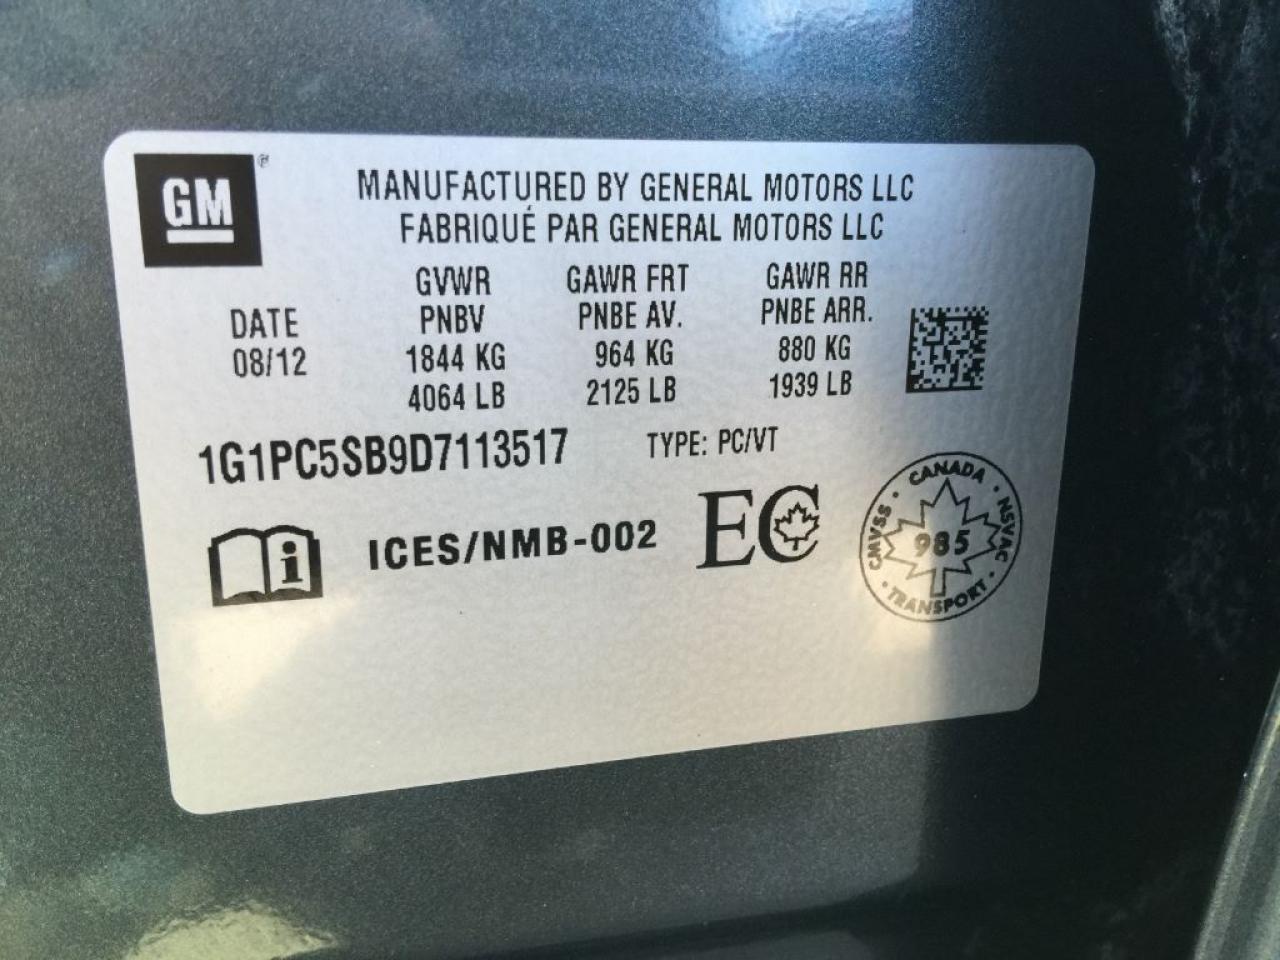 GM
MANUFACTURED BY GENERAL MOTORS LLC
FABRIQUÉ PAR GENERAL MOTORS LLC
DATE
08/12
GVWR
PNBV
1844 KG
4064 LB
GAWR FRT
PNBE AV.
964 KG
2125 LB
GAWR RR
PNBE ARR.
880 KG
1939 LB
1G1PC5SB9D7113517 TYPE: PC/VT
i ICES/NMB-002 EC
CANADA
CMVSS · NSVAC
985
TRANSPORT